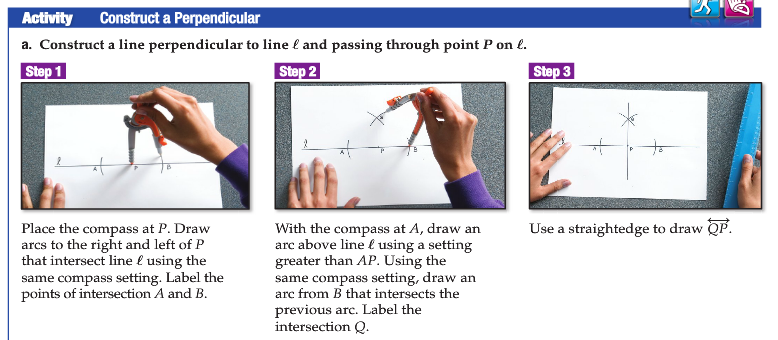 Activity Construct a Perpendicular
a. Construct a line perpendicular to line ℓ and passing through point P on ℓ.
Step 1
Step 2
Step 3
ℓ A P B
ℓ A P B
A P B
Place the compass at P. Draw
arcs to the right and left of P
that intersect line ℓ using the
same compass setting. Label the
points of intersection A and B.
With the compass at A, draw an
arc above line ℓ using a setting
greater than AP. Using the
same compass setting, draw an
arc from B that intersects the
previous arc. Label the
intersection Q.
Use a straightedge to draw QP.